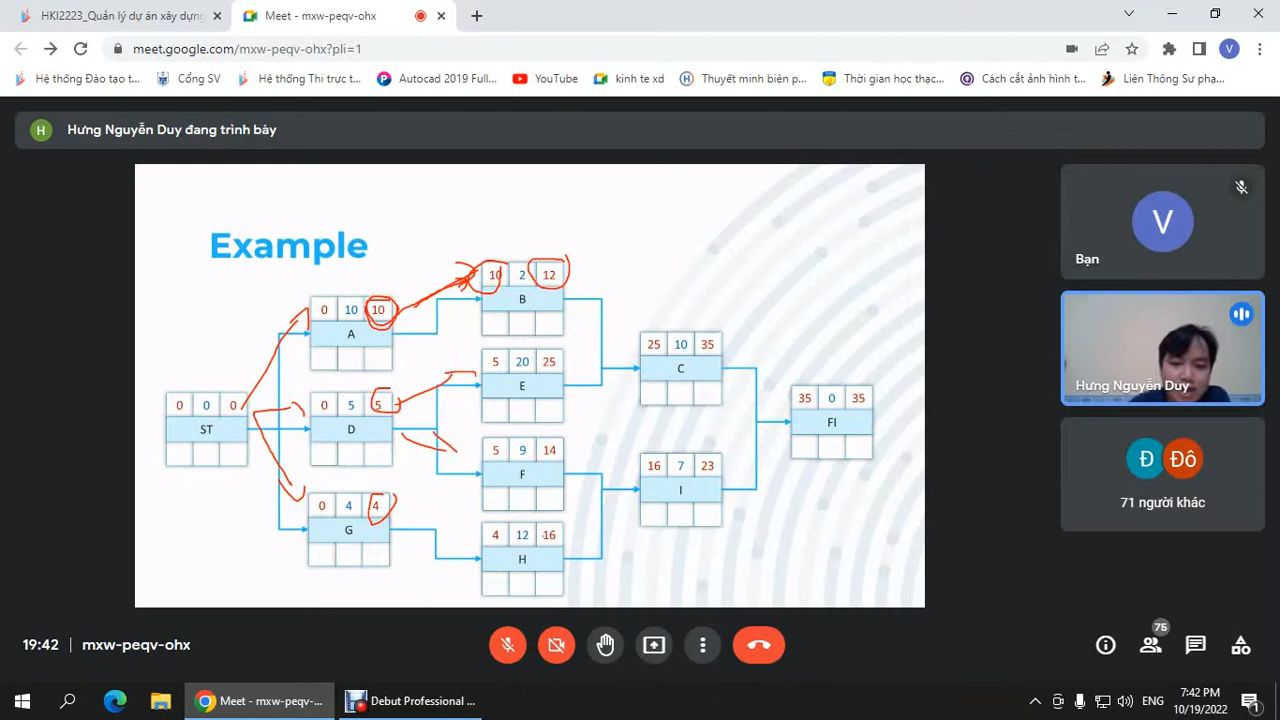 HKI2223_Quản lý dự án xây dựng
Meet - mxw-peqv-ohx
meet.google.com/mxw-peqv-ohx?pli=1
V
Hệ thống Đào tạo t...
Cổng SV
Hệ thống Thi trực t...
Autocad 2019 Full...
YouTube
kinh te xd
Thuyết minh biện p...
Thời gian học thạc...
Cách cắt ảnh hình t...
Liên Thông Sư phạ...
H
Hưng Nguyễn Duy đang trình bày
Example
10 2 12
B
0 10 10
A
5 20 25
E
25 10 35
C
0 0 0
ST
0 5 5
D
35 0 35
FI
5 9 14
F
16 7 23
I
0 4 4
G
4 12 16
H
V
Bạn
Hưng Nguyễn Duy
Đ Đô
71 người khác
19:42 | mxw-peqv-ohx
75
Meet - mxw-peqv-o...
Debut Professional ...
ENG
7:42 PM
10/19/2022
1